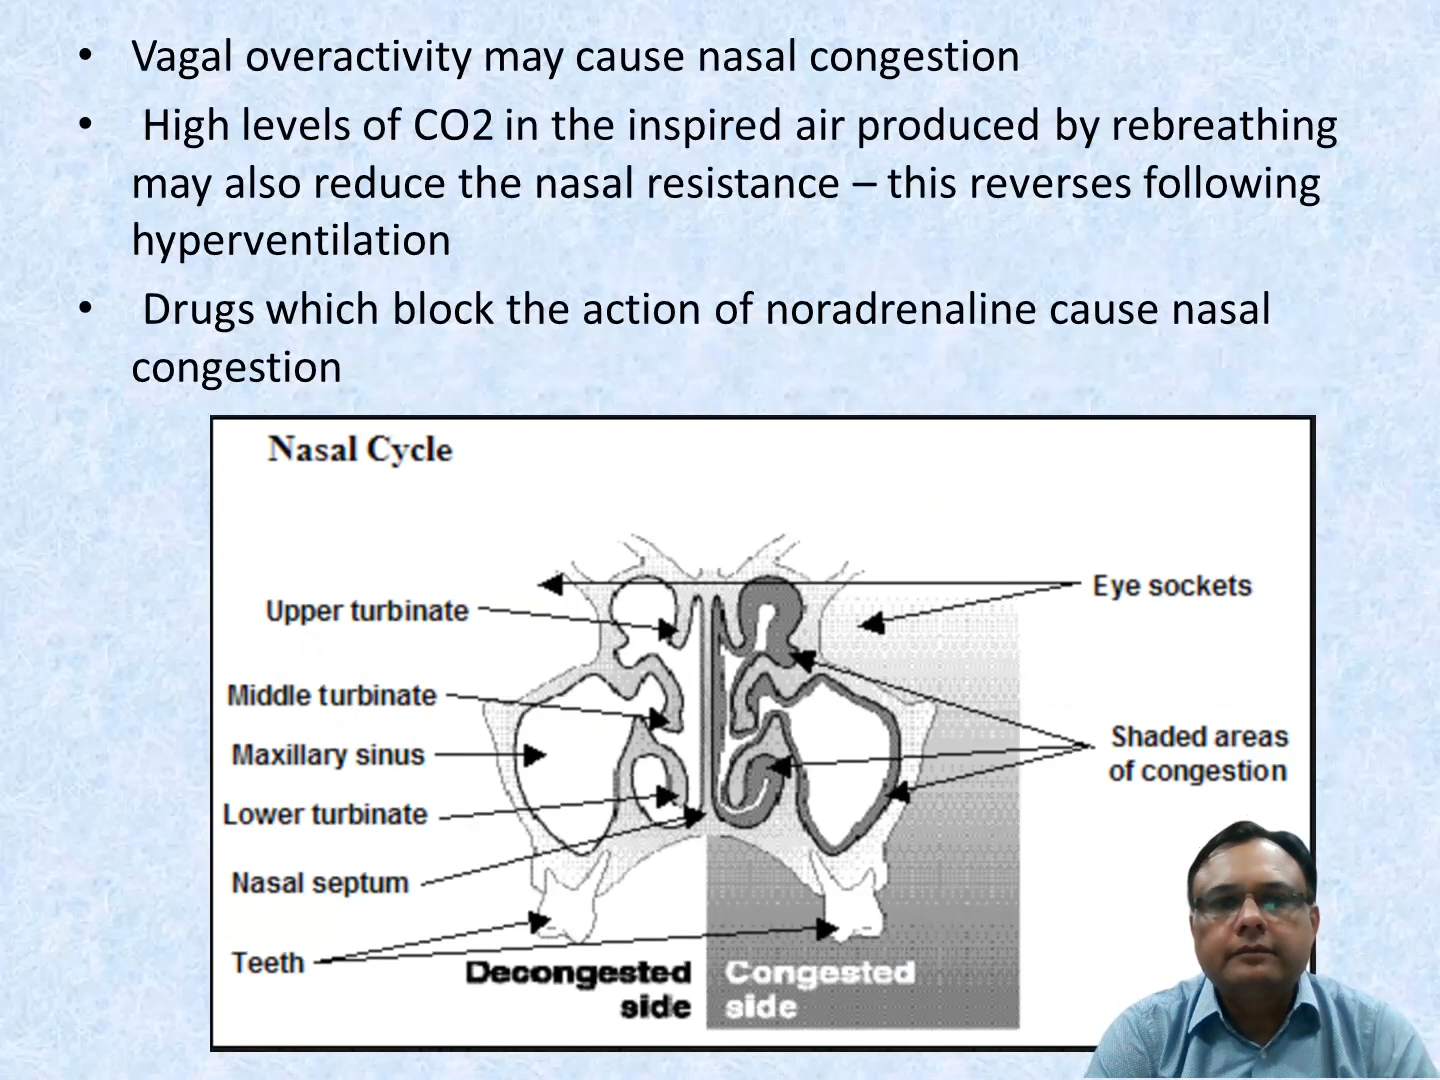 • Vagal overactivity may cause nasal congestion
• High levels of CO2 in the inspired air produced by rebreathing
may also reduce the nasal resistance – this reverses following
hyperventilation
• Drugs which block the action of noradrenaline cause nasal
congestion
Nasal Cycle
Eye sockets
Upper turbinate
Middle turbinate
Shaded areas
of congestion
Maxillary sinus
Lower turbinate
Nasal septum
Teeth
Decongested
side
Congested
side